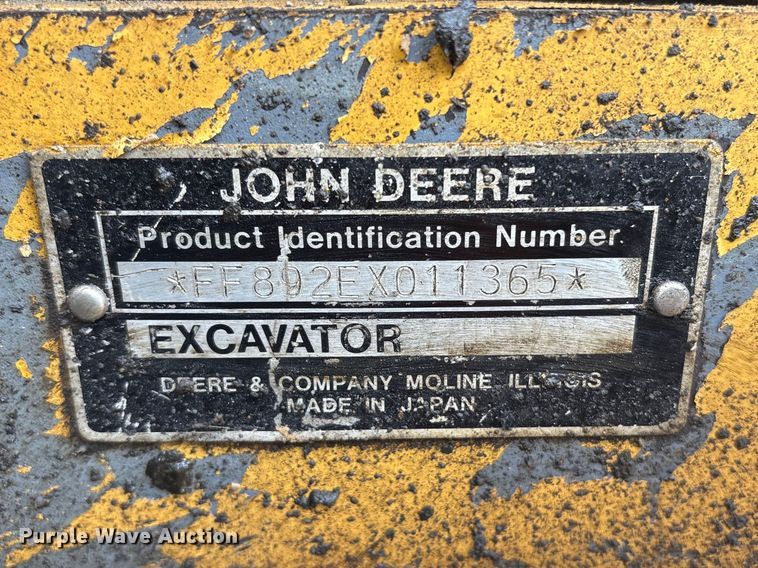 JOHN DEERE
Product Identification Number
*FF892EX011365*
EXCAVATOR
DEERE & COMPANY MOLINE ILLINOIS
MADE IN JAPAN
Purple Wave Auction